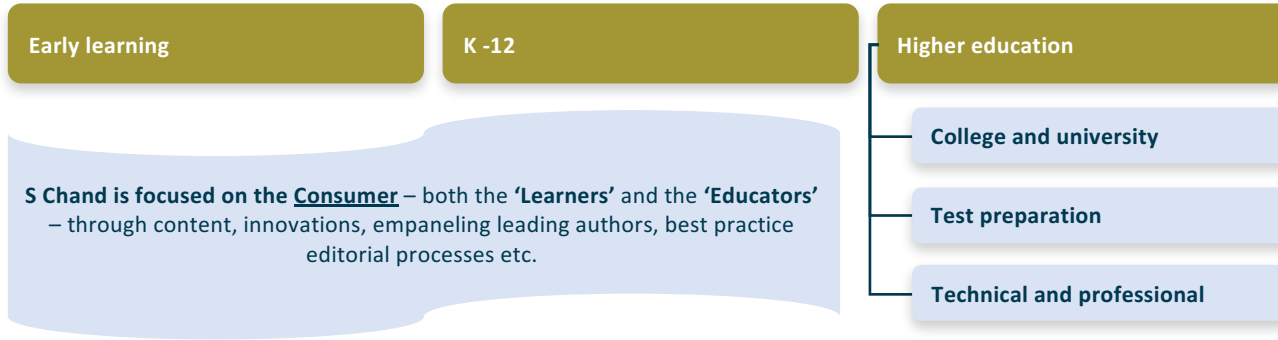 Early learning
K -12
Higher education
College and university
Test preparation
Technical and professional
S Chand is focused on the Consumer – both the ‘Learners’ and the ‘Educators’
– through content, innovations, empaneling leading authors, best practice
editorial processes etc.